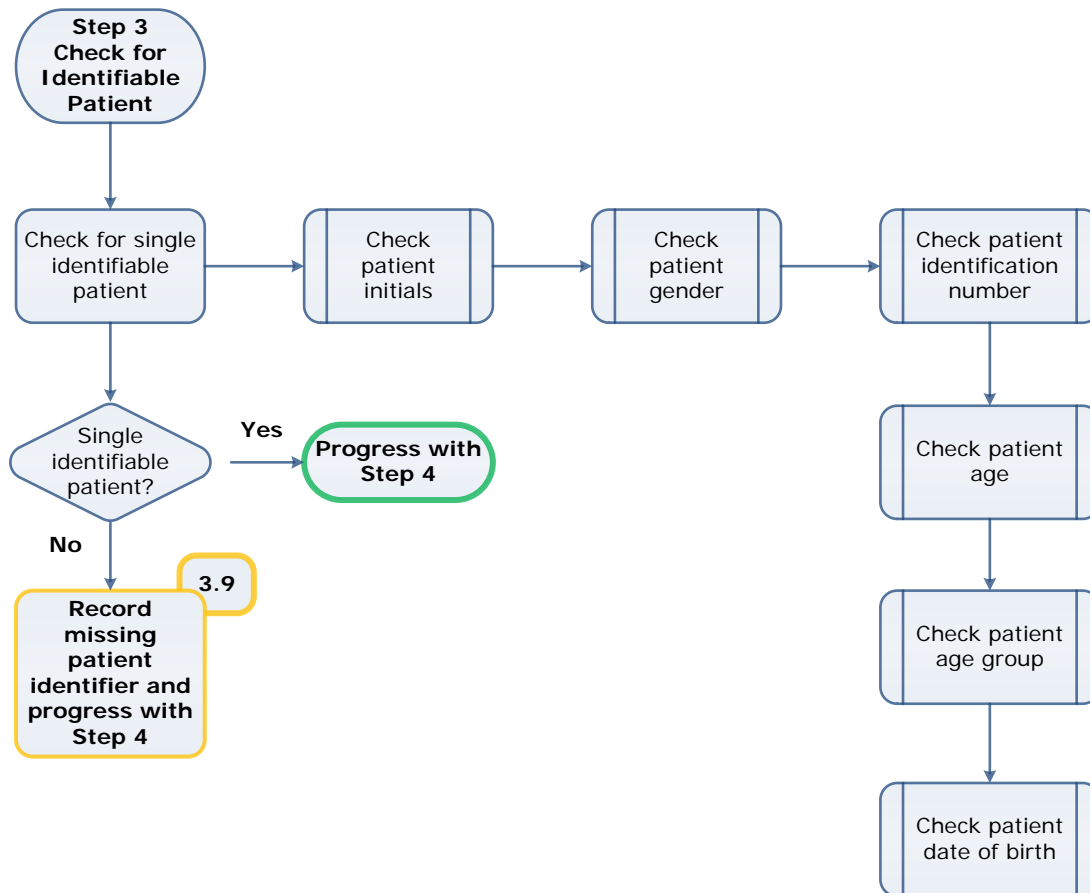 Step 3
Check for
Identifiable
Patient
Check for single
identifiable
patient
Check
patient
initials
Check
patient
gender
Check patient
identification
number
Single
identifiable
patient?
Yes
Progress with
Step 4
Check patient
age
No
3.9
Record
missing
patient
identifier and
progress with
Step 4
Check patient
age group
Check patient
date of birth